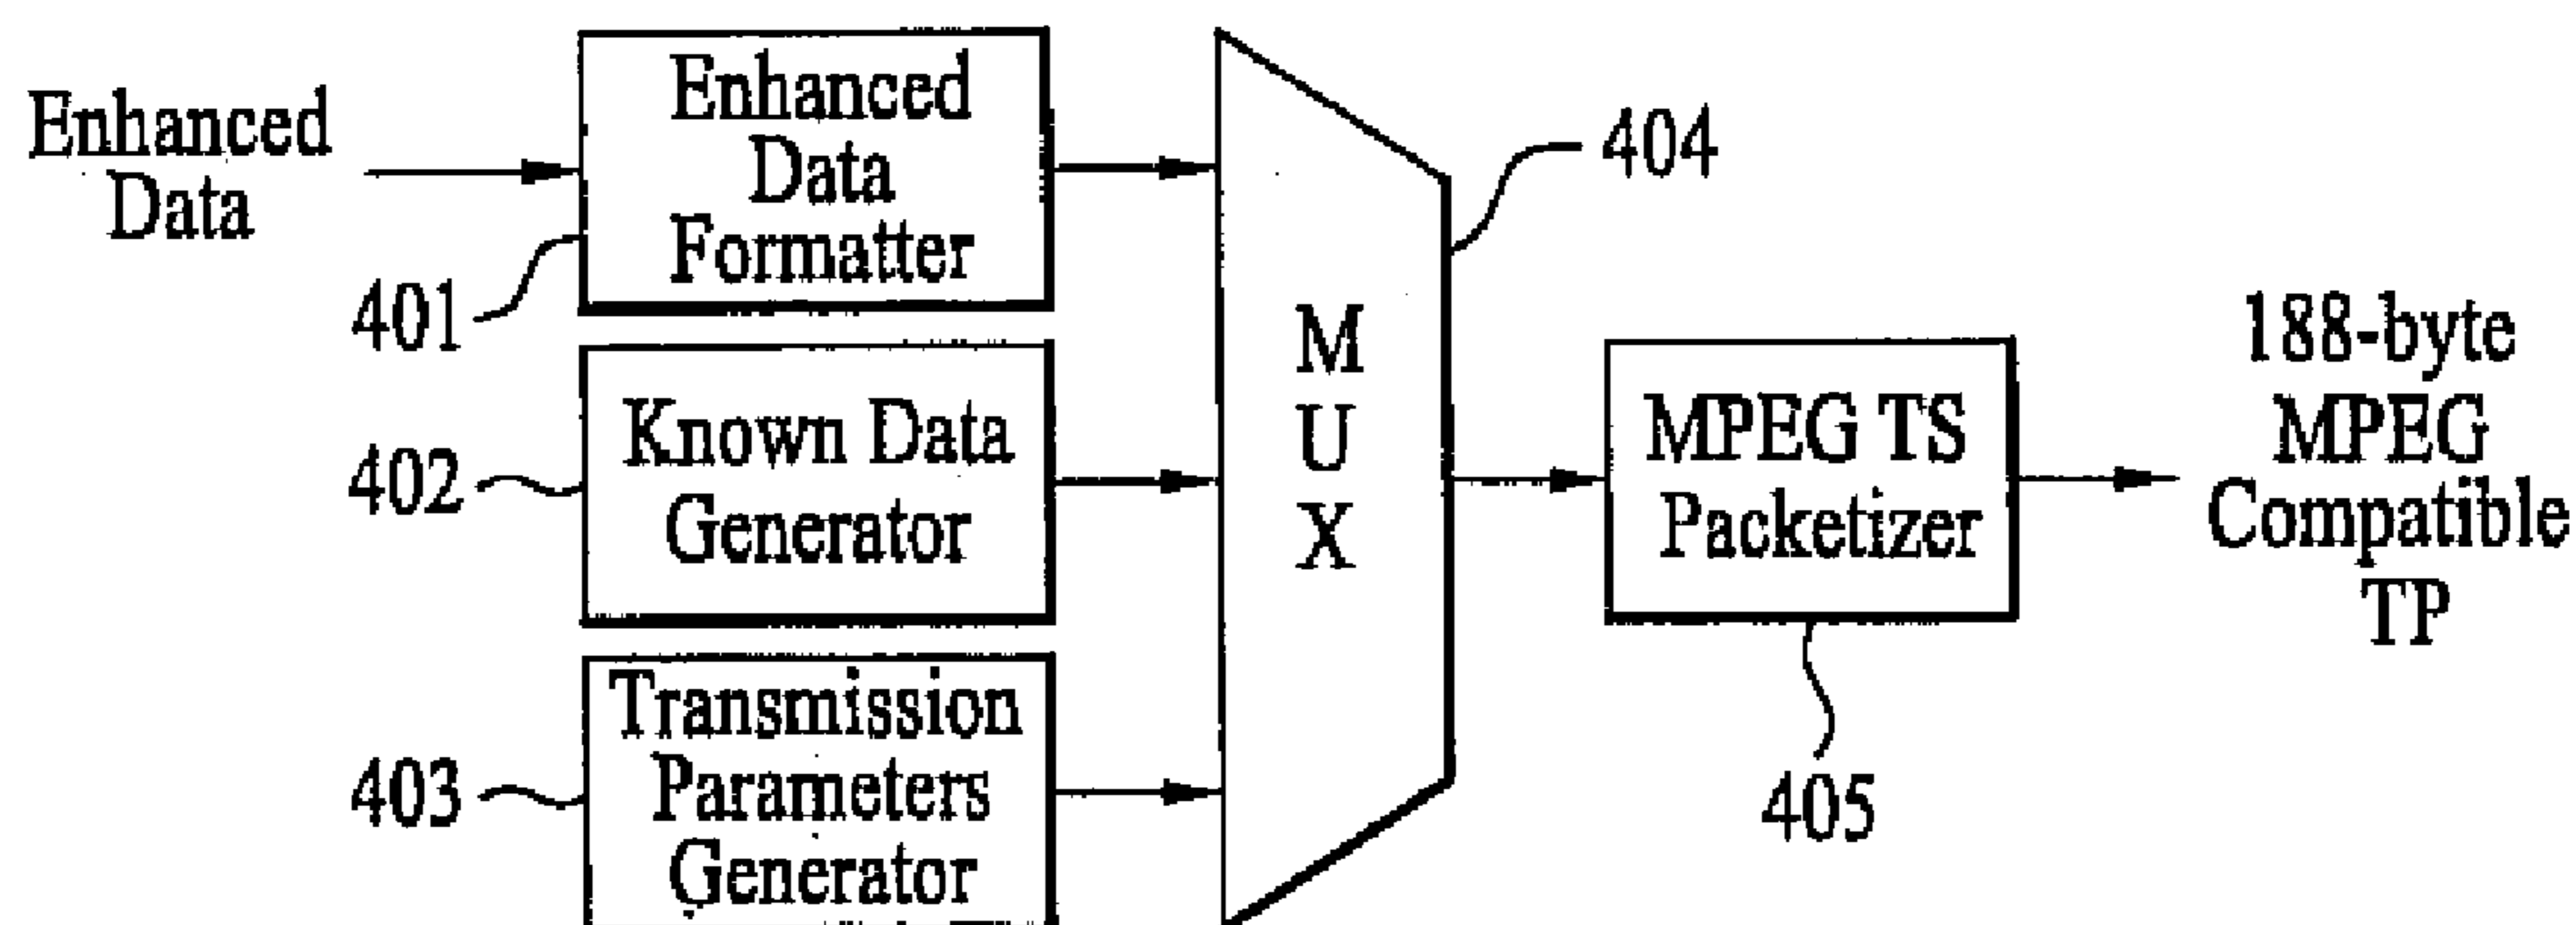 Enhanced
Data
401
Enhanced
Data
Formatter
402
Known Data
Generator
403
Transmission
Parameters
Generator
M
U
X
404
MPEG TS
Packetizer
405
188-byte
MPEG
Compatible
TP